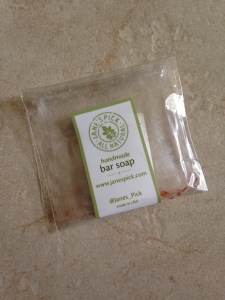 JANE'S PICK
ALL NATURAL
handmade
bar soap
www.janespick.com
@Janes_Pick
made in USA